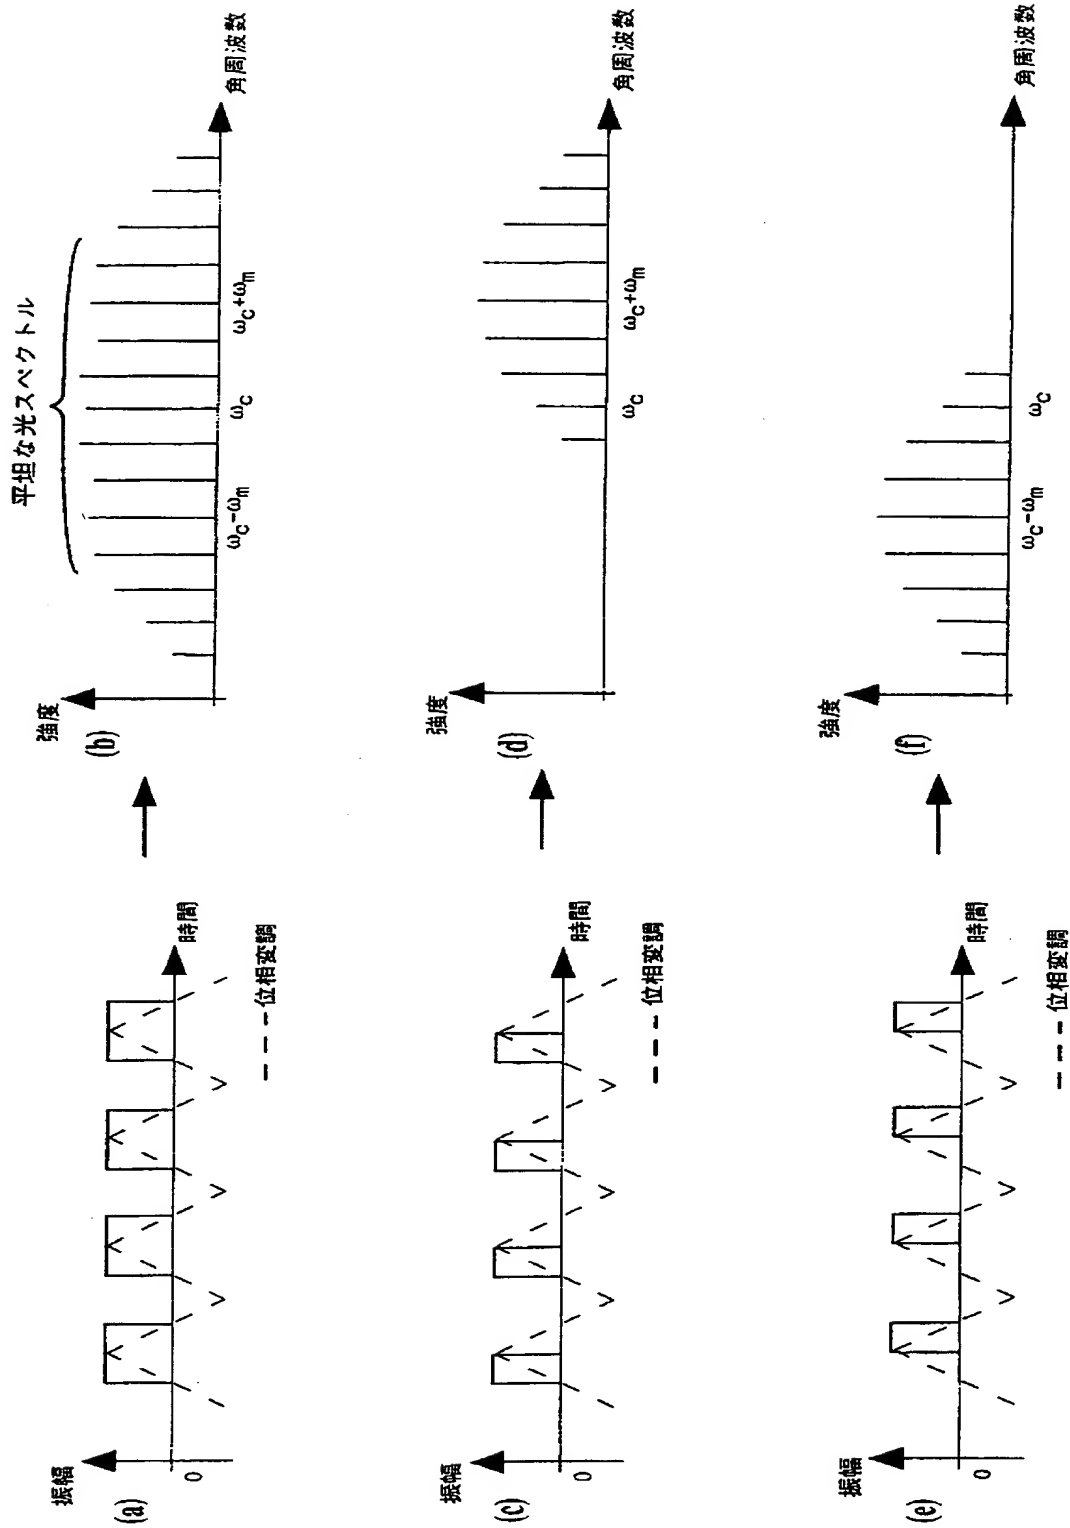 (a)
振幅
0
時間
---位相変調
(b)
強度
平坦な光スペクトル
ωc-ωm
ωc
ωc+ωm
角周波数
(c)
振幅
0
時間
---位相変調
(d)
強度
ωc
ωc+ωm
角周波数
(e)
振幅
0
時間
---位相変調
(f)
強度
ωc-ωm
ωc
角周波数